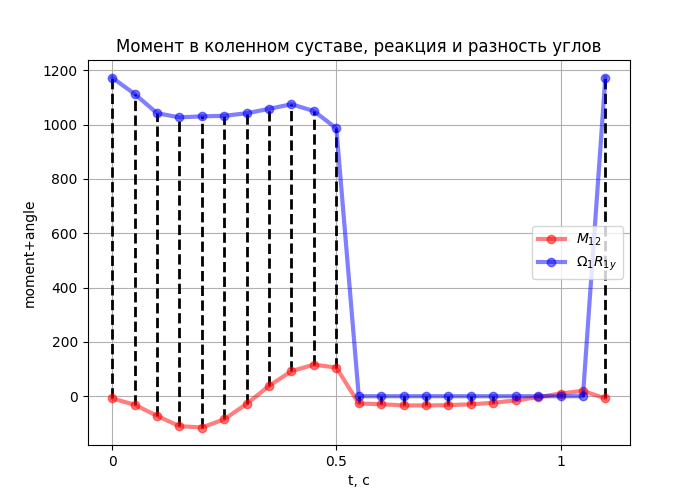 Момент в коленном суставе, реакция и разность углов
1200
1000
800
600
400
200
0
moment+angle
M₁₂
Ω₁R₁y
0
0.5
1
t, c